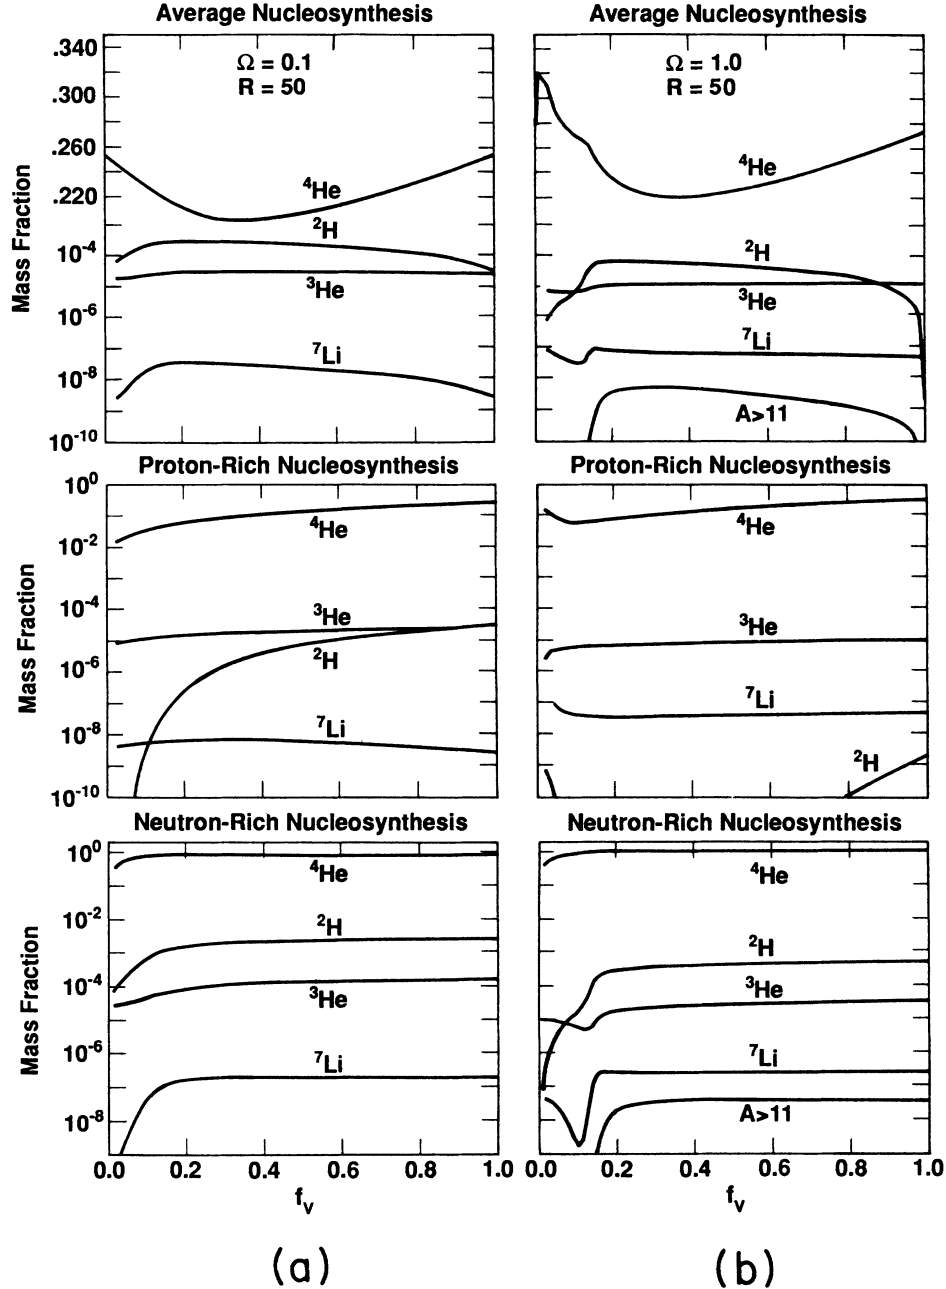 Average Nucleosynthesis
Ω = 0.1
R = 50
.340
.300
.260
.220
10⁻⁴
10⁻⁶
10⁻⁸
10⁻¹⁰
Mass Fraction
⁴He
²H
³He
⁷Li
Average Nucleosynthesis
Ω = 1.0
R = 50
⁴He
²H
³He
⁷Li
A>11
Proton-Rich Nucleosynthesis
10⁰
10⁻²
10⁻⁴
10⁻⁶
10⁻⁸
10⁻¹⁰
Mass Fraction
⁴He
³He
²H
⁷Li
Proton-Rich Nucleosynthesis
⁴He
³He
⁷Li
²H
Neutron-Rich Nucleosynthesis
10⁰
10⁻²
10⁻⁴
10⁻⁶
10⁻⁸
Mass Fraction
⁴He
²H
³He
⁷Li
0.0 0.2 0.4 0.6 0.8 1.0
fᵥ
(a)
Neutron-Rich Nucleosynthesis
⁴He
²H
³He
⁷Li
A>11
0.0 0.2 0.4 0.6 0.8 1.0
fᵥ
(b)